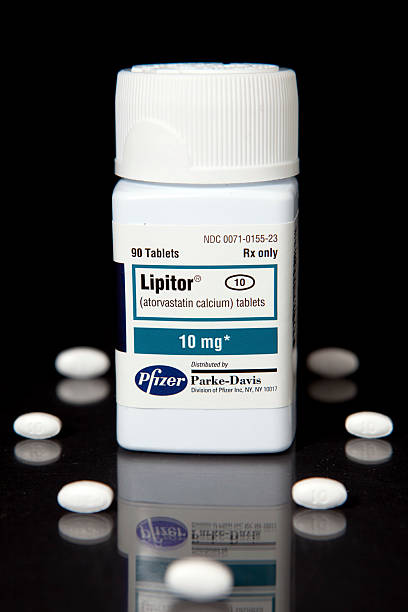 NDC 0071-0155-23
90 Tablets Rx only
Lipitor® 10
(atorvastatin calcium) tablets
10 mg*
Pfizer
Distributed by
Parke-Davis
Division of Pfizer Inc, NY, NY 10017